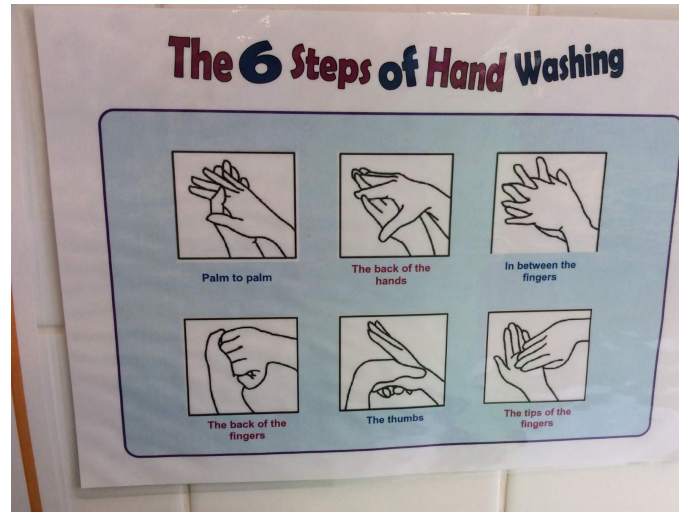 The 6 Steps of Hand Washing
Palm to palm
The back of the
hands
In between the
fingers
The back of the
fingers
The thumbs
The tips of the
fingers